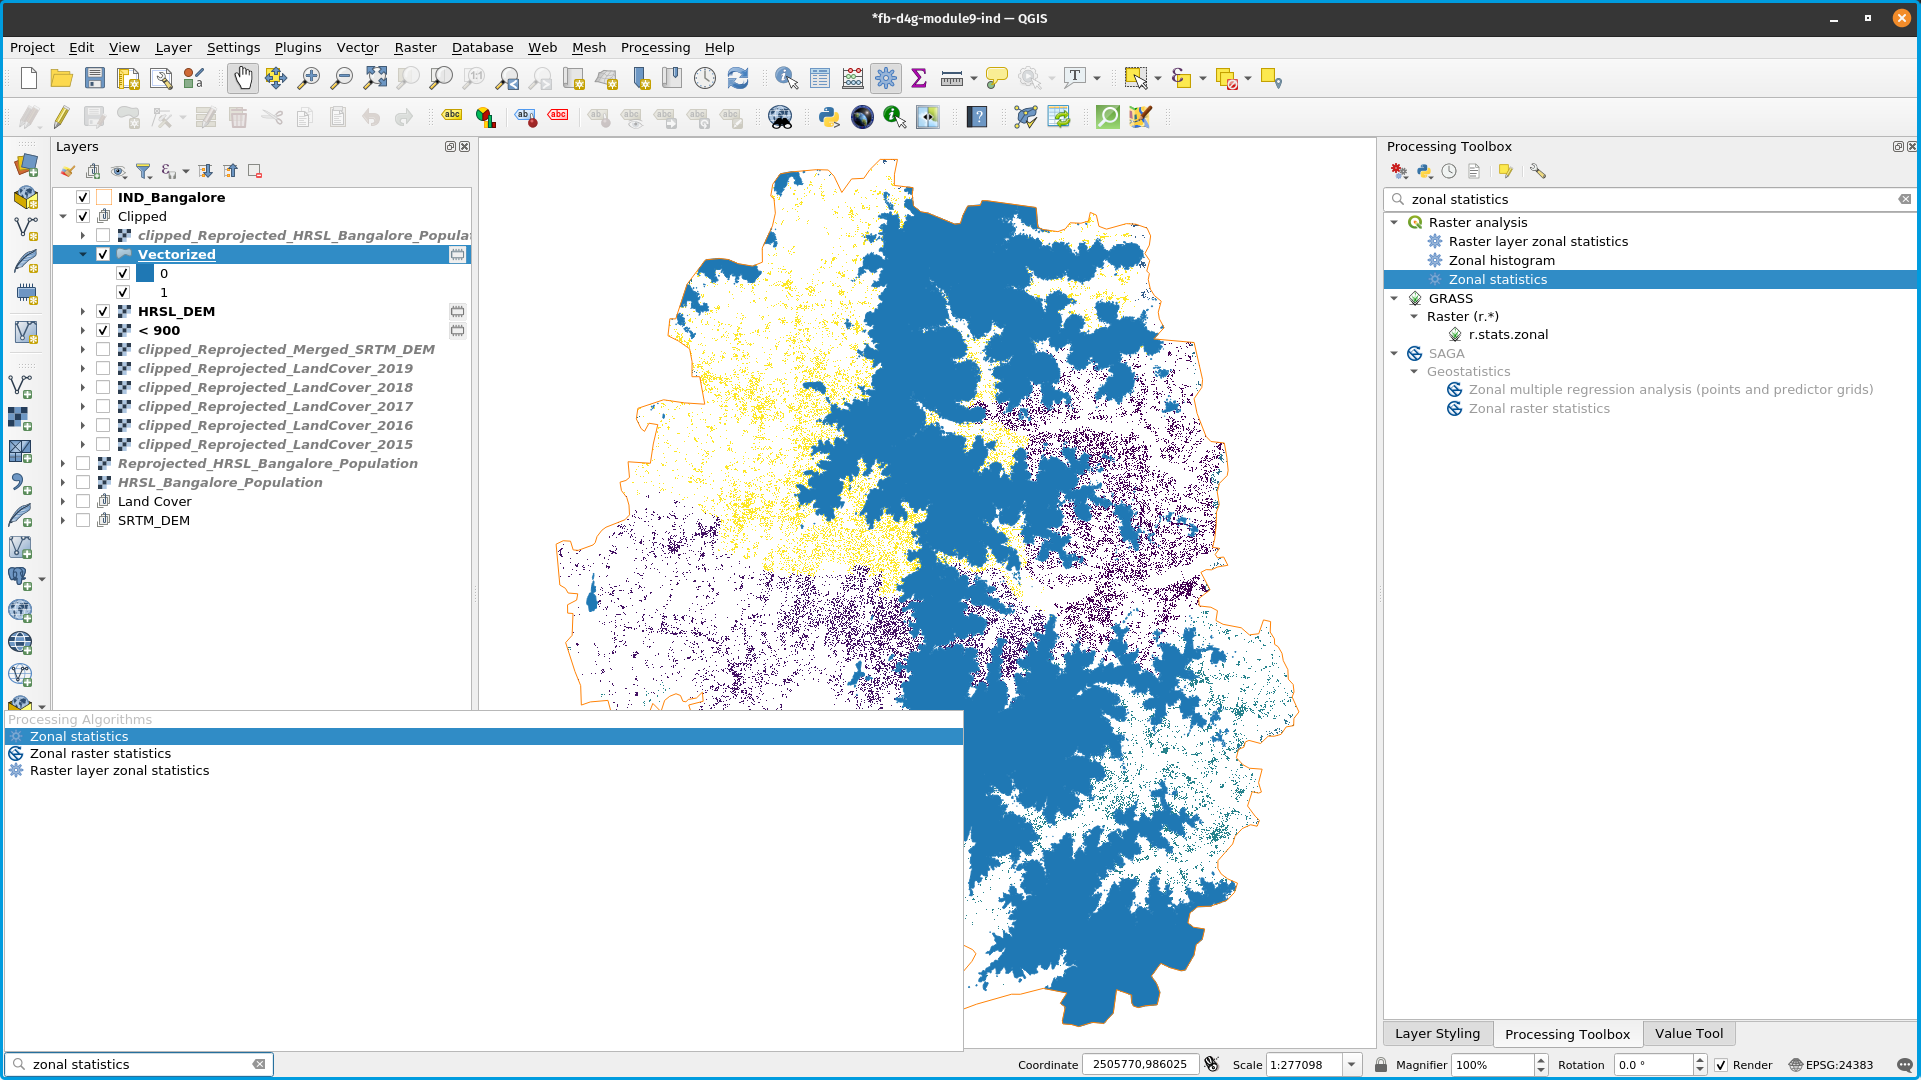 *fb-d4g-module9-ind — QGIS
Project Edit View Layer Settings Plugins Vector Raster Database Web Mesh Processing Help
Layers
IND_Bangalore
Clipped
clipped_Reprojected_HRSL_Bangalore_Popula
Vectorized
0
1
HRSL_DEM
< 900
clipped_Reprojected_Merged_SRTM_DEM
clipped_Reprojected_LandCover_2019
clipped_Reprojected_LandCover_2018
clipped_Reprojected_LandCover_2017
clipped_Reprojected_LandCover_2016
clipped_Reprojected_LandCover_2015
Reprojected_HRSL_Bangalore_Population
HRSL_Bangalore_Population
Land Cover
SRTM_DEM
Processing Algorithms
Zonal statistics
Zonal raster statistics
Raster layer zonal statistics
zonal statistics
Processing Toolbox
zonal statistics
Raster analysis
Raster layer zonal statistics
Zonal histogram
Zonal statistics
GRASS
Raster (r.*)
r.stats.zonal
SAGA
Geostatistics
Zonal multiple regression analysis (points and predictor grids)
Zonal raster statistics
Layer Styling Processing Toolbox Value Tool
Coordinate 2505770,986025 Scale 1:277098 Magnifier 100% Rotation 0.0 ° Render EPSG:24383